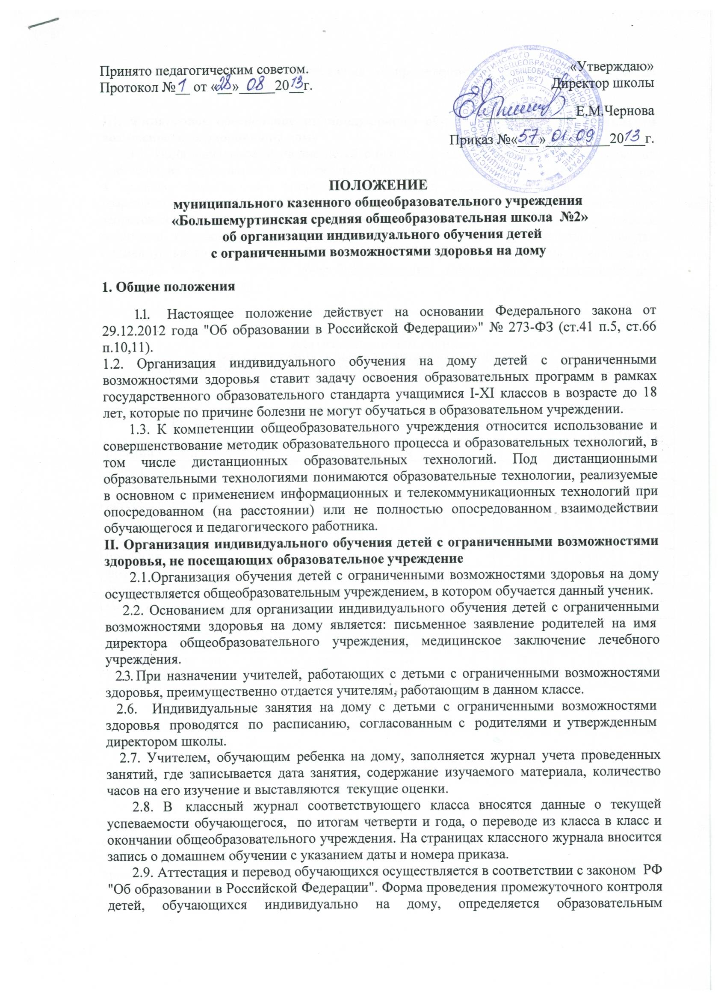 Принято педагогическим советом.
Протокол №1 от «28» 08 2013г.
«Утверждаю»
Директор школы
Е.М.Чернова
Приказ №«57» 01.09 2013г.
ПОЛОЖЕНИЕ
муниципального казенного общеобразовательного учреждения
«Большемуртинская средняя общеобразовательная школа №2»
об организации индивидуального обучения детей
с ограниченными возможностями здоровья на дому
1. Общие положения
1.1. Настоящее положение действует на основании Федерального закона от
29.12.2012 года "Об образовании в Российской Федерации»" № 273-ФЗ (ст.41 п.5, ст.66
п.10,11).
1.2. Организация индивидуального обучения на дому детей с ограниченными
возможностями здоровья ставит задачу освоения образовательных программ в рамках
государственного образовательного стандарта учащимися I-XI классов в возрасте до 18
лет, которые по причине болезни не могут обучаться в образовательном учреждении.
1.3. К компетенции общеобразовательного учреждения относится использование и
совершенствование методик образовательного процесса и образовательных технологий, в
том числе дистанционных образовательных технологий. Под дистанционными
образовательными технологиями понимаются образовательные технологии, реализуемые
в основном с применением информационных и телекоммуникационных технологий при
опосредованном (на расстоянии) или не полностью опосредованном взаимодействии
обучающегося и педагогического работника.
II. Организация индивидуального обучения детей с ограниченными возможностями
здоровья, не посещающих образовательное учреждение
2.1.Организация обучения детей с ограниченными возможностями здоровья на дому
осуществляется общеобразовательным учреждением, в котором обучается данный ученик.
2.2. Основанием для организации индивидуального обучения детей с ограниченными
возможностями здоровья на дому является: письменное заявление родителей на имя
директора общеобразовательного учреждения, медицинское заключение лечебного
учреждения.
2.3. При назначении учителей, работающих с детьми с ограниченными возможностями
здоровья, преимущественно отдается учителям, работающим в данном классе.
2.6. Индивидуальные занятия на дому с детьми с ограниченными возможностями
здоровья проводятся по расписанию, согласованным с родителями и утвержденным
директором школы.
2.7. Учителем, обучающим ребенка на дому, заполняется журнал учета проведенных
занятий, где записывается дата занятия, содержание изучаемого материала, количество
часов на его изучение и выставляются текущие оценки.
2.8. В классный журнал соответствующего класса вносятся данные о текущей
успеваемости обучающегося, по итогам четверти и года, о переводе из класса в класс и
окончании общеобразовательного учреждения. На страницах классного журнала вносится
запись о домашнем обучении с указанием даты и номера приказа.
2.9. Аттестация и перевод обучающихся осуществляется в соответствии с законом РФ
"Об образовании в Российской Федерации". Форма проведения промежуточного контроля
детей, обучающихся индивидуально на дому, определяется образовательным